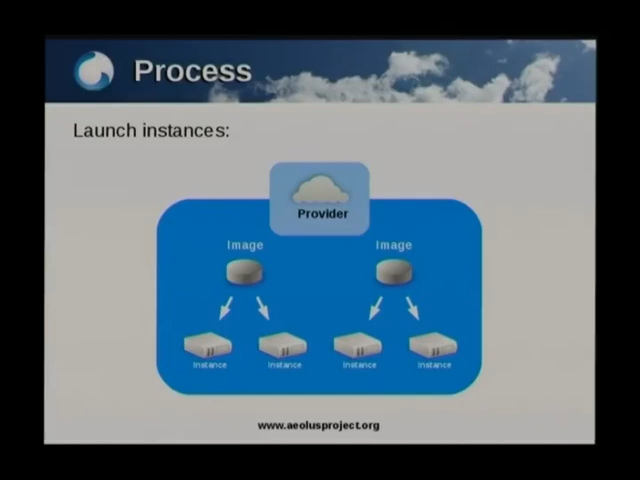 Process
Launch instances:
Provider
Image Image
Instance Instance Instance Instance
www.aeolusproject.org